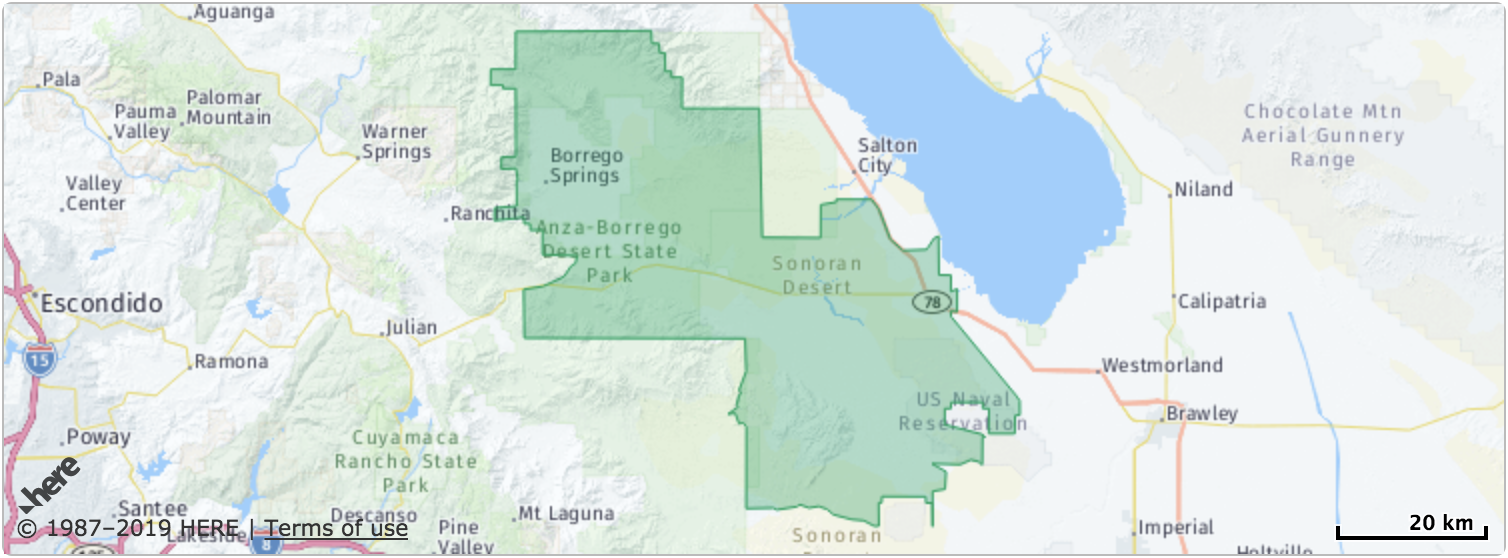 Aguanga
Pala
Palomar
Mountain
Pauma
Valley
Warner
Springs
Chocolate Mtn
Aerial Gunnery
Range
Salton
City
Borrego
Springs
Valley
Center
Niland
Ranchita
Anza-Borrego
Desert State
Park
Sonoran
Desert
78
Escondido
Calipatria
Julian
15
Ramona
Westmorland
US Naval
Reservation
Brawley
Poway
Cuyamaca
Rancho State
Park
here
Santee
Descanso
Mt Laguna
© 1987–2019 HERE | Terms of use
Lakeside
8
Pine
Valley
Sonoran
Imperial
20 km
Holtville